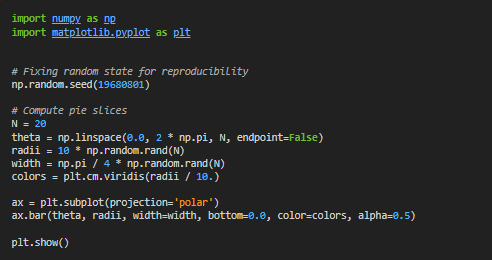 import numpy as np
import matplotlib.pyplot as plt
# Fixing random state for reproducibility
np.random.seed(19680801)
# Compute pie slices
N = 20
theta = np.linspace(0.0, 2 * np.pi, N, endpoint=False)
radii = 10 * np.random.rand(N)
width = np.pi / 4 * np.random.rand(N)
colors = plt.cm.viridis(radii / 10.)
ax = plt.subplot(projection='polar')
ax.bar(theta, radii, width=width, bottom=0.0, color=colors, alpha=0.5)
plt.show()